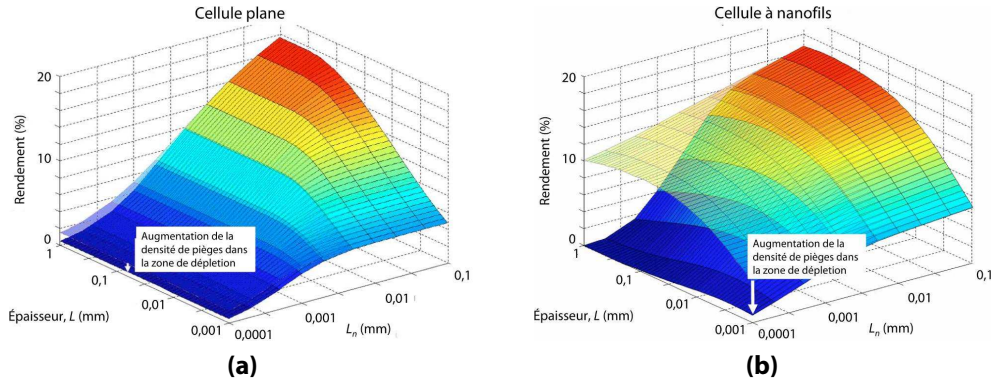 Cellule plane
20
10
0
Rendement (%)
1
0,1
0,01
0,001
Épaisseur, L (mm)
0,0001
0,001
0,01
0,1
Ln (mm)
Augmentation de la
densité de pièges dans
la zone de dépletion
(a)
Cellule à nanofils
20
10
0
Rendement (%)
1
0,1
0,01
0,001
Épaisseur, L (mm)
0,0001
0,001
0,01
0,1
Ln (mm)
Augmentation de la
densité de pièges dans
la zone de dépletion
(b)